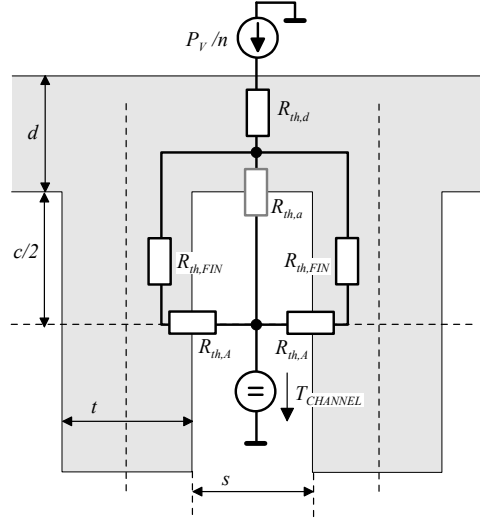 P_V /n
R_th,d
d
R_th,a
c/2
R_th,FIN R_th,FIN
R_th,A R_th,A
= T_CHANNEL
t
s